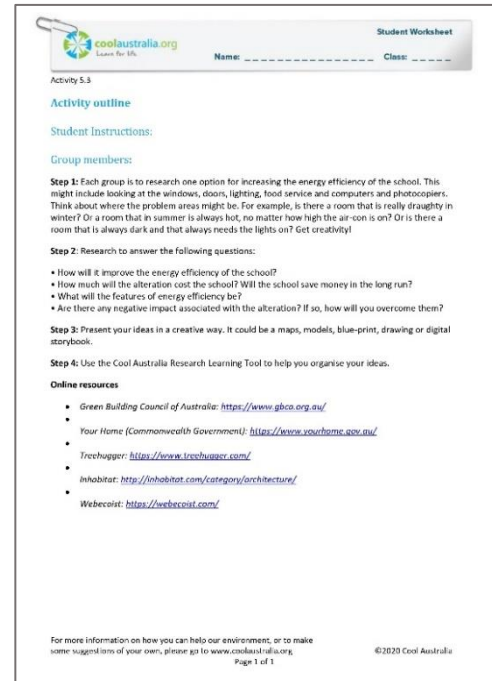 Student Worksheet
coolaustralia.org
Learn for life
Name: _ _ _ _ _ _ _ _ _ _ _ _ _ _ _ _ Class: _ _ _ _ _
Activity 5.3
Activity outline
Student Instructions:
Group members:
Step 1: Each group is to research one option for increasing the energy efficiency of the school. This
might include looking at the windows, doors, lighting, food service and computers and photocopiers.
Think about where the problem areas might be. For example, is there a room that is really draughty in
winter? Or a room that in summer is always hot, no matter how high the air-con is on? Or is there a
room that is always dark and that always needs the lights on? Get creativity!
Step 2: Research to answer the following questions:
• How will it improve the energy efficiency of the school?
• How much will the alteration cost the school? Will the school save money in the long run?
• What will the features of energy efficiency be?
• Are there any negative impact associated with the alteration? If so, how will you overcome them?
Step 3: Present your ideas in a creative way. It could be a maps, models, blue-print, drawing or digital
storybook.
Step 4: Use the Cool Australia Research Learning Tool to help you organise your ideas.
Online resources
• Green Building Council of Australia: https://www.gbca.org.au/
•
Your Home (Commonwealth Government): https://www.yourhome.gov.au/
•
Treehugger: https://www.treehugger.com/
•
Inhabitat: http://inhabitat.com/category/architecture/
•
Webecoist: https://webecoist.com/
For more information on how you can help our environment, or to make
some suggestions of your own, please go to www.coolaustralia.org
©2020 Cool Australia
Page 1 of 1